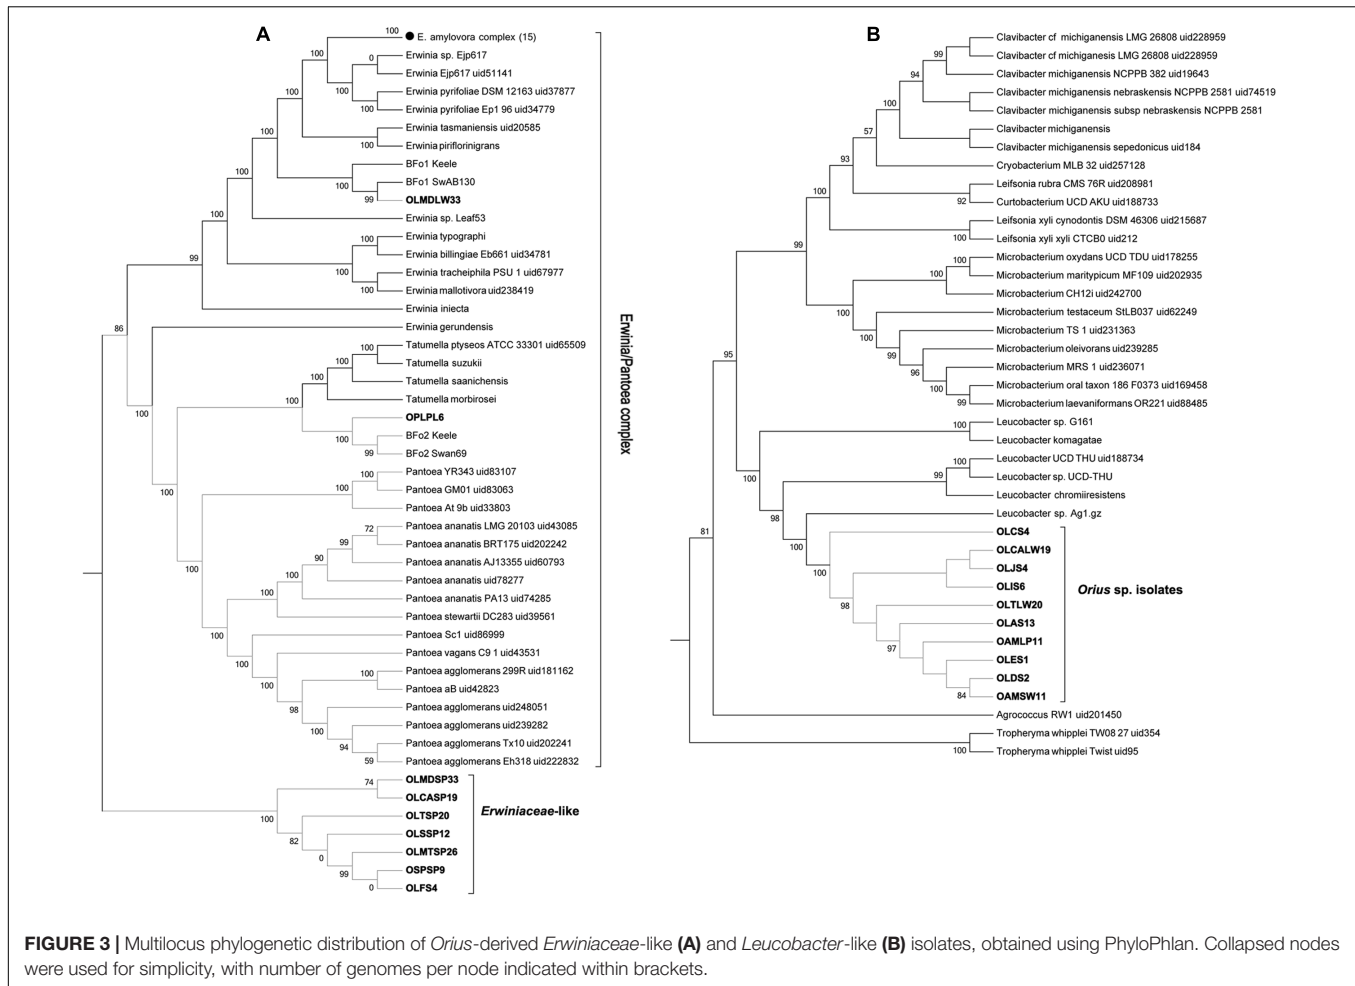 A
100
E. amylovora complex (15)
100
0
Erwinia sp. Ejp617
Erwinia Ejp617 uid51141
100
Erwinia pyrifoliae DSM 12163 uid37877
100
100
Erwinia pyrifoliae Ep1 96 uid34779
Erwinia tasmaniensis uid20585
100
100
Erwinia piriflorinigrans
BFo1 Keele
100
100
BFo1 SwAB130
99
OLMDLW33
100
Erwinia sp. Leaf53
100
Erwinia typographi
100
Erwinia billingiae Eb661 uid34781
99
100
Erwinia tracheiphila PSU 1 uid67977
100
Erwinia mallotivora uid238419
Erwinia iniecta
86
Erwinia gerundensis
100
Tatumella ptyseos ATCC 33301 uid65509
100
Tatumella suzukii
100
Tatumella saanichensis
100
Tatumella morbirosei
100
OPLPL6
100
BFo2 Keele
99
BFo2 Swan69
100
Pantoea YR343 uid83107
100
100
Pantoea GM01 uid83063
Pantoea At 9b uid33803
72
Pantoea ananatis LMG 20103 uid43085
99
Pantoea ananatis BRT175 uid202242
90
Pantoea ananatis AJ13355 uid60793
100
100
Pantoea ananatis uid78277
Pantoea ananatis PA13 uid74285
Pantoea stewartii DC283 uid39561
100
Pantoea Sc1 uid86999
100
Pantoea vagans C9 1 uid43531
100
100
Pantoea agglomerans 299R uid181162
Pantoea aB uid42823
98
Pantoea agglomerans uid248051
100
Pantoea agglomerans uid239282
94
Pantoea agglomerans Tx10 uid202241
59
Pantoea agglomerans Eh318 uid222832
Erwinia/Pantoea complex
74
OLMDSP33
OLCASP19
100
OLTSP20
82
OLSSP12
0
OLMTSP26
99
OSPSP9
0
OLFS4
Erwiniaceae-like
B
Clavibacter cf michiganensis LMG 26808 uid228959
99
Clavibacter cf michiganesis LMG 26808 uid228959
94
Clavibacter michiganensis NCPPB 382 uid19643
Clavibacter michiganensis nebraskensis NCPPB 2581 uid74519
100
Clavibacter michiganensis subsp nebraskensis NCPPB 2581
57
Clavibacter michiganensis
Clavibacter michiganensis sepedonicus uid184
93
Cryobacterium MLB 32 uid257128
Leifsonia rubra CMS 76R uid208981
100
92
Curtobacterium UCD AKU uid188733
Leifsonia xyli cynodontis DSM 46306 uid215687
100
Leifsonia xyli xyli CTCB0 uid212
99
100
Microbacterium oxydans UCD TDU uid178255
100
Microbacterium maritypicum MF109 uid202935
Microbacterium CH12i uid242700
100
Microbacterium testaceum StLB037 uid62249
100
Microbacterium TS 1 uid231363
99
Microbacterium oleivorans uid239285
95
96
Microbacterium MRS 1 uid236071
100
Microbacterium oral taxon 186 F0373 uid169458
99
Microbacterium laevaniformans OR221 uid88485
100
Leucobacter sp. G161
Leucobacter komagatae
100
100
Leucobacter UCD THU uid188734
99
Leucobacter sp. UCD-THU
Leucobacter chromiiresistens
98
Leucobacter sp. Ag1.gz
81
100
OLCS4
100
OLCALW19
OLJS4
OLIS6
98
OLTLW20
OLAS13
97
OAMLP11
OLES1
OLDS2
84
OAMSW11
Orius sp. isolates
Agrococcus RW1 uid201450
Tropheryma whipplei TW08 27 uid354
100
Tropheryma whipplei Twist uid95
FIGURE 3 | Multilocus phylogenetic distribution of Orius-derived Erwiniaceae-like (A) and Leucobacter-like (B) isolates, obtained using PhyloPhlan. Collapsed nodes
were used for simplicity, with number of genomes per node indicated within brackets.